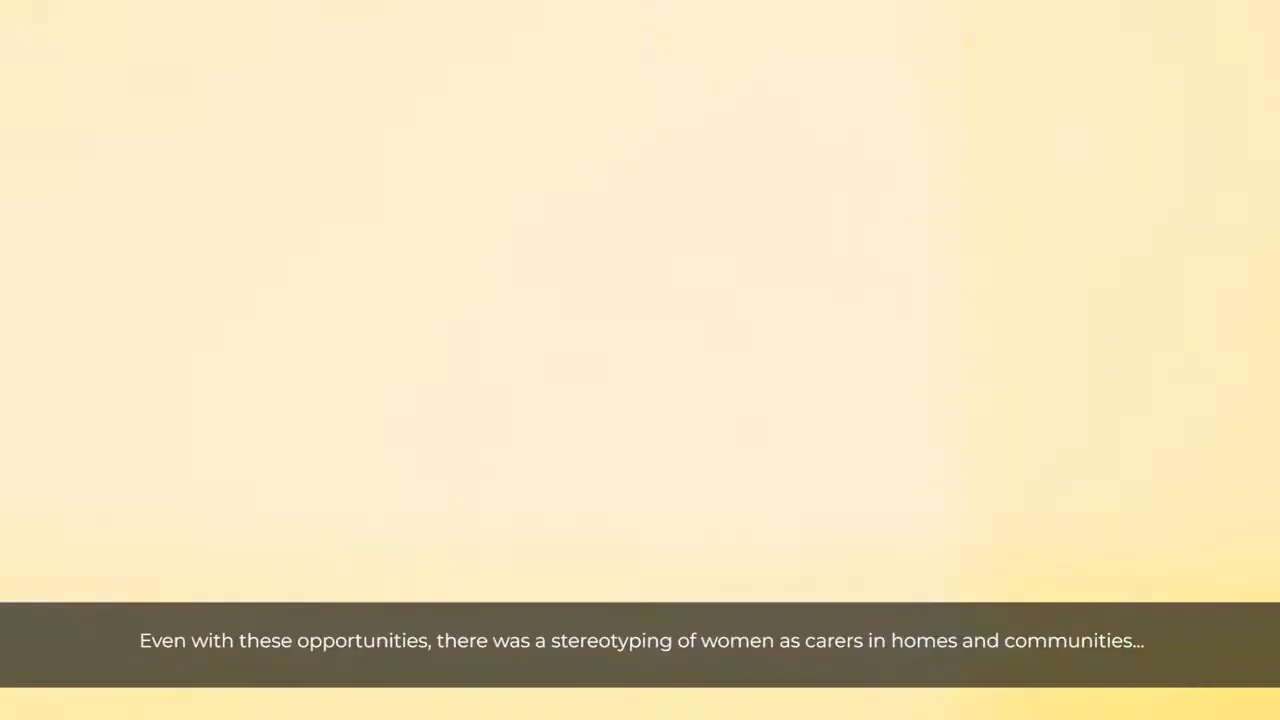 Even with these opportunities, there was a stereotyping of women as carers in homes and communities...